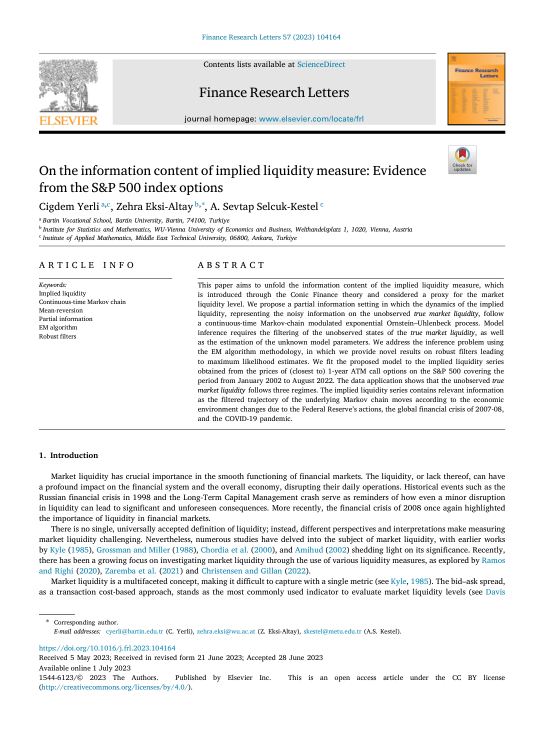 Finance Research Letters 57 (2023) 104164
Contents lists available at ScienceDirect
Finance Research Letters
journal homepage: www.elsevier.com/locate/frl
ELSEVIER
Finance Research
Letters
Check for
updates
On the information content of implied liquidity measure: Evidence
from the S&P 500 index options
Cigdem Yerli a,c, Zehra Eksi-Altay b,*, A. Sevtap Selcuk-Kestel c
a Bartin Vocational School, Bartin University, Bartin, 74100, Turkiye
b Institute for Statistics and Mathematics, WU-Vienna University of Economics and Business, Welthandelsplatz 1, 1020, Vienna, Austria
c Institute of Applied Mathematics, Middle East Technical University, 06800, Ankara, Turkiye
ARTICLE INFO
Keywords:
Implied liquidity
Continuous-time Markov chain
Mean-reversion
Partial information
EM algorithm
Robust filters
ABSTRACT
This paper aims to unfold the information content of the implied liquidity measure, which
is introduced through the Conic Finance theory and considered a proxy for the market
liquidity level. We propose a partial information setting in which the dynamics of the implied
liquidity, representing the noisy information on the unobserved true market liquidity, follow
a continuous-time Markov-chain modulated exponential Ornstein–Uhlenbeck process. Model
inference requires the filtering of the unobserved states of the true market liquidity, as well
as the estimation of the unknown model parameters. We address the inference problem using
the EM algorithm methodology, in which we provide novel results on robust filters leading
to maximum likelihood estimates. We fit the proposed model to the implied liquidity series
obtained from the prices of (closest to) 1-year ATM call options on the S&P 500 covering the
period from January 2002 to August 2022. The data application shows that the unobserved true
market liquidity follows three regimes. The implied liquidity series contains relevant information
as the filtered trajectory of the underlying Markov chain moves according to the economic
environment changes due to the Federal Reserve's actions, the global financial crisis of 2007-08,
and the COVID-19 pandemic.
1. Introduction
Market liquidity has crucial importance in the smooth functioning of financial markets. The liquidity, or lack thereof, can have
a profound impact on the financial system and the overall economy, disrupting their daily operations. Historical events such as the
Russian financial crisis in 1998 and the Long-Term Capital Management crash serve as reminders of how even a minor disruption
in liquidity can lead to significant and unforeseen consequences. More recently, the financial crisis of 2008 once again highlighted
the importance of liquidity in financial markets.
There is no single, universally accepted definition of liquidity; instead, different perspectives and interpretations make measuring
market liquidity challenging. Nevertheless, numerous studies have delved into the subject of market liquidity, with earlier works
by Kyle (1985), Grossman and Miller (1988), Chordia et al. (2000), and Amihud (2002) shedding light on its significance. Recently,
there has been a growing focus on investigating market liquidity through the use of various liquidity measures, as explored by Ramos
and Righi (2020), Zaremba et al. (2021) and Christensen and Gillan (2022).
Market liquidity is a multifaceted concept, making it difficult to capture with a single metric (see Kyle, 1985). The bid–ask spread,
as a transaction cost-based approach, stands as the most commonly used indicator to evaluate market liquidity levels (see Davis
* Corresponding author.
E-mail addresses: cyerli@bartin.edu.tr (C. Yerli), zehra.eksi@wu.ac.at (Z. Eksi-Altay), skestel@metu.edu.tr (A.S. Kestel).
https://doi.org/10.1016/j.frl.2023.104164
Received 5 May 2023; Received in revised form 21 June 2023; Accepted 28 June 2023
Available online 1 July 2023
1544-6123/© 2023 The Authors. Published by Elsevier Inc. This is an open access article under the CC BY license
(http://creativecommons.org/licenses/by/4.0/).